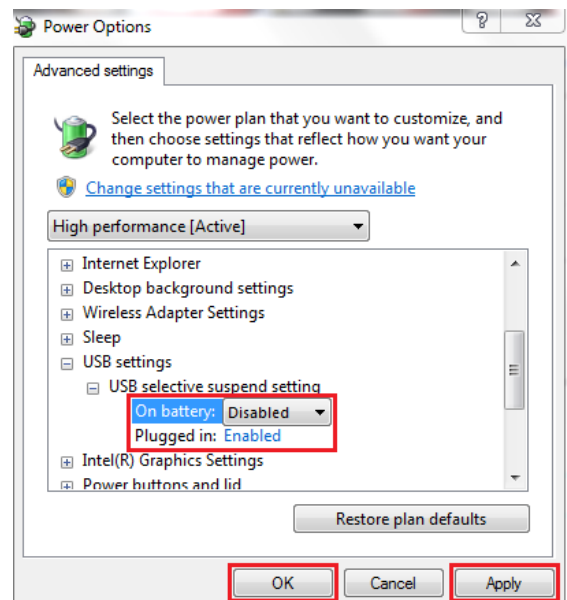 Power Options
Advanced settings
Select the power plan that you want to customize, and
then choose settings that reflect how you want your
computer to manage power.
Change settings that are currently unavailable
High performance [Active]
Internet Explorer
Desktop background settings
Wireless Adapter Settings
Sleep
USB settings
USB selective suspend setting
On battery: Disabled
Plugged in: Enabled
Intel(R) Graphics Settings
Power buttons and lid
Restore plan defaults
OK Cancel Apply